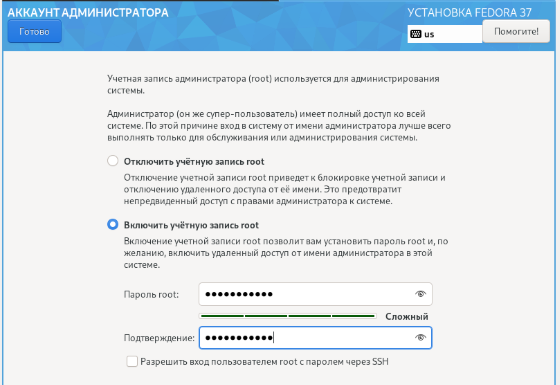 АККАУНТ АДМИНИСТРАТОРА
УСТАНОВКА FEDORA 37
Готово
us
Помогите!
Учетная запись администратора (root) используется для администрирования
системы.
Администратор (он же супер-пользователь) имеет полный доступ ко всей
системе. По этой причине вход в систему от имени администратора лучше всего
выполнять только для обслуживания или администрирования системы.
Отключить учётную запись root
Отключение учетной записи root приведет к блокировке учетной записи и
отключению удаленного доступа от её имени. Это предотвратит
непредвиденный доступ с правами администратора к системе.
Включить учётную запись root
Включение учетной записи root позволит вам установить пароль root и, по
желанию, включить удаленный доступ от имени администратора в этой
системе.
Пароль root: ●●●●●●●●●●●
Сложный
Подтверждение: ●●●●●●●●●●●
Разрешить вход пользователем root с паролем через SSH